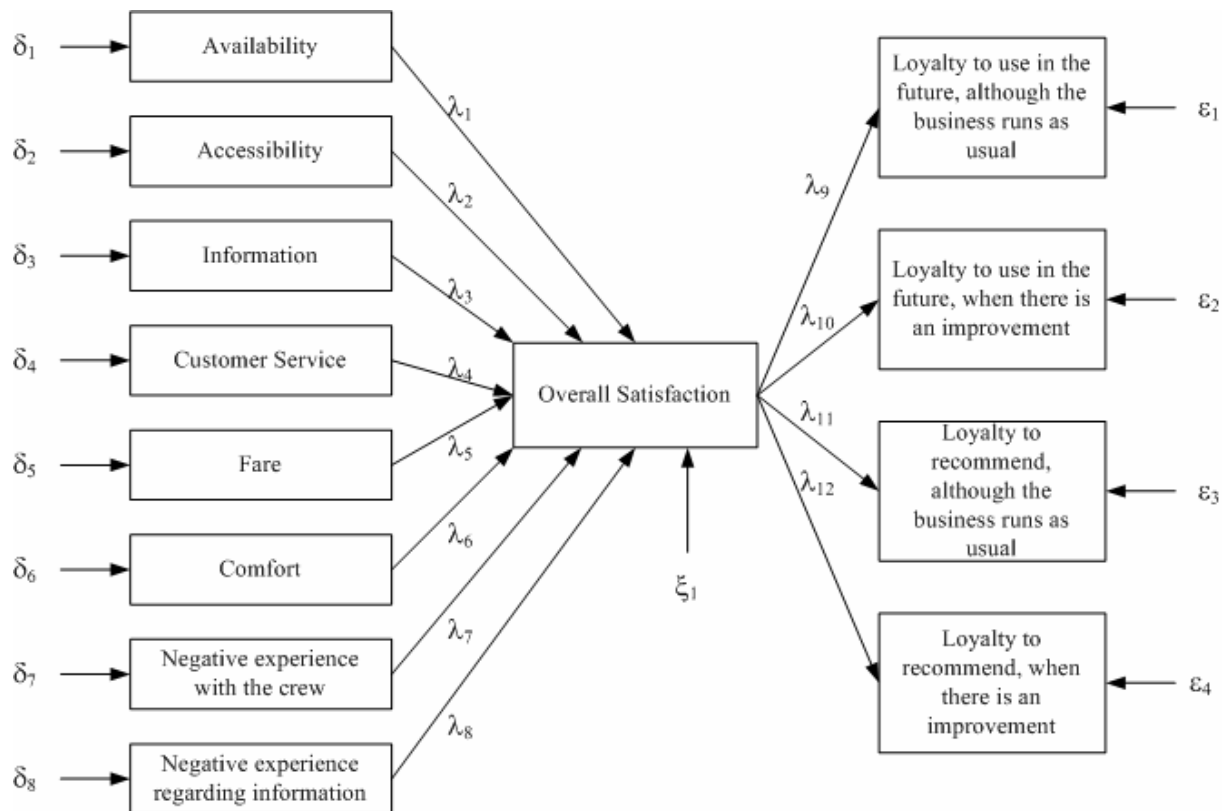 δ1
Availability
λ1
δ2
Accessibility
λ2
δ3
Information
λ3
δ4
Customer Service
λ4
δ5
Fare
λ5
δ6
Comfort
λ6
δ7
Negative experience
with the crew
λ7
δ8
Negative experience
regarding information
λ8
Overall Satisfaction
ξ1
λ9
Loyalty to use in the
future, although the
business runs as
usual
ε1
λ10
Loyalty to use in the
future, when there is
an improvement
ε2
λ11
Loyalty to
recommend,
although the
business runs as
usual
ε3
λ12
Loyalty to
recommend, when
there is an
improvement
ε4